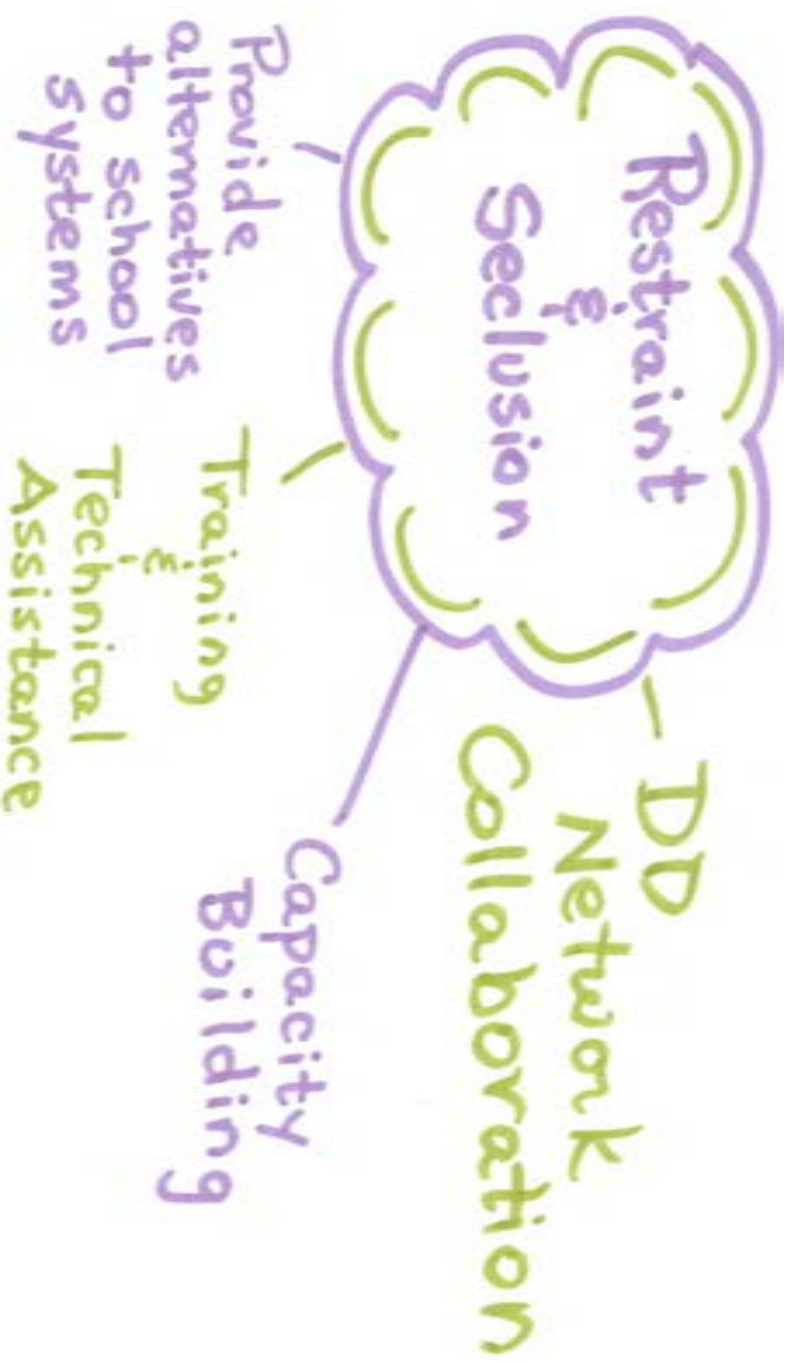 Restraint
&
Seclusion
DD
Network
Collaboration
Provide
alternatives
to school
systems
Training
&
Technical
Assistance
Capacity
Building